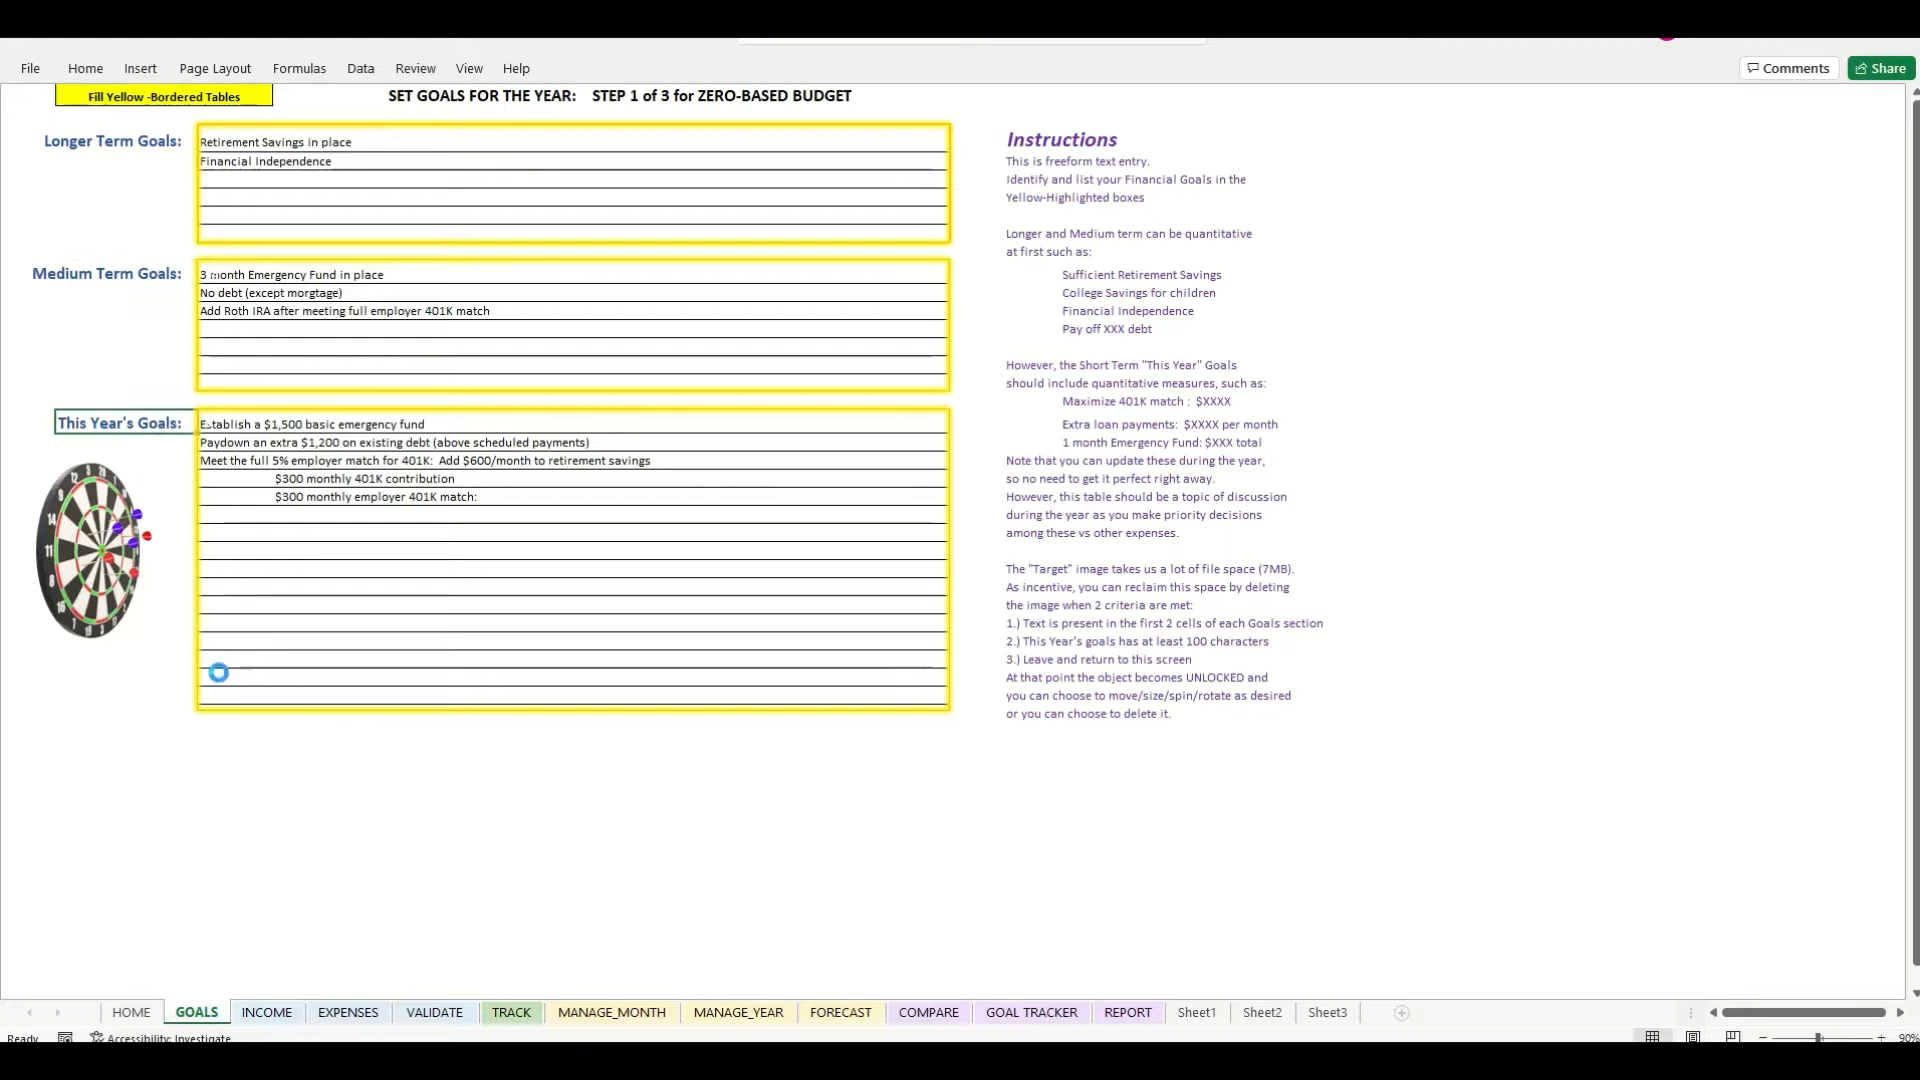 File Home Insert Page Layout Formulas Data Review View Help Comments Share
Fill Yellow -Bordered Tables
SET GOALS FOR THE YEAR: STEP 1 of 3 for ZERO-BASED BUDGET
Longer Term Goals:
Retirement Savings in place
Financial Independence
Medium Term Goals:
3 month Emergency Fund in place
No debt (except morgtage)
Add Roth IRA after meeting full employer 401K match
This Year's Goals:
Establish a $1,500 basic emergency fund
Paydown an extra $1,200 on existing debt (above scheduled payments)
Meet the full 5% employer match for 401K: Add $600/month to retirement savings
$300 monthly 401K contribution
$300 monthly employer 401K match:
Instructions
This is freeform text entry.
Identify and list your Financial Goals in the
Yellow-Highlighted boxes
Longer and Medium term can be quantitative
at first such as:
Sufficient Retirement Savings
College Savings for children
Financial Independence
Pay off XXX debt
However, the Short Term "This Year" Goals
should include quantitative measures, such as:
Maximize 401K match : $XXXX
Extra loan payments: $XXXX per month
1 month Emergency Fund: $XXX total
Note that you can update these during the year,
so no need to get it perfect right away.
However, this table should be a topic of discussion
during the year as you make priority decisions
among these vs other expenses.
The "Target" image takes us a lot of file space (7MB).
As incentive, you can reclaim this space by deleting
the image when 2 criteria are met:
1.) Text is present in the first 2 cells of each Goals section
2.) This Year's goals has at least 100 characters
3.) Leave and return to this screen
At that point the object becomes UNLOCKED and
you can choose to move/size/spin/rotate as desired
or you can choose to delete it.
HOME GOALS INCOME EXPENSES VALIDATE TRACK MANAGE_MONTH MANAGE_YEAR FORECAST COMPARE GOAL TRACKER REPORT Sheet1 Sheet2 Sheet3
Ready Accessibility: Investigate 90%